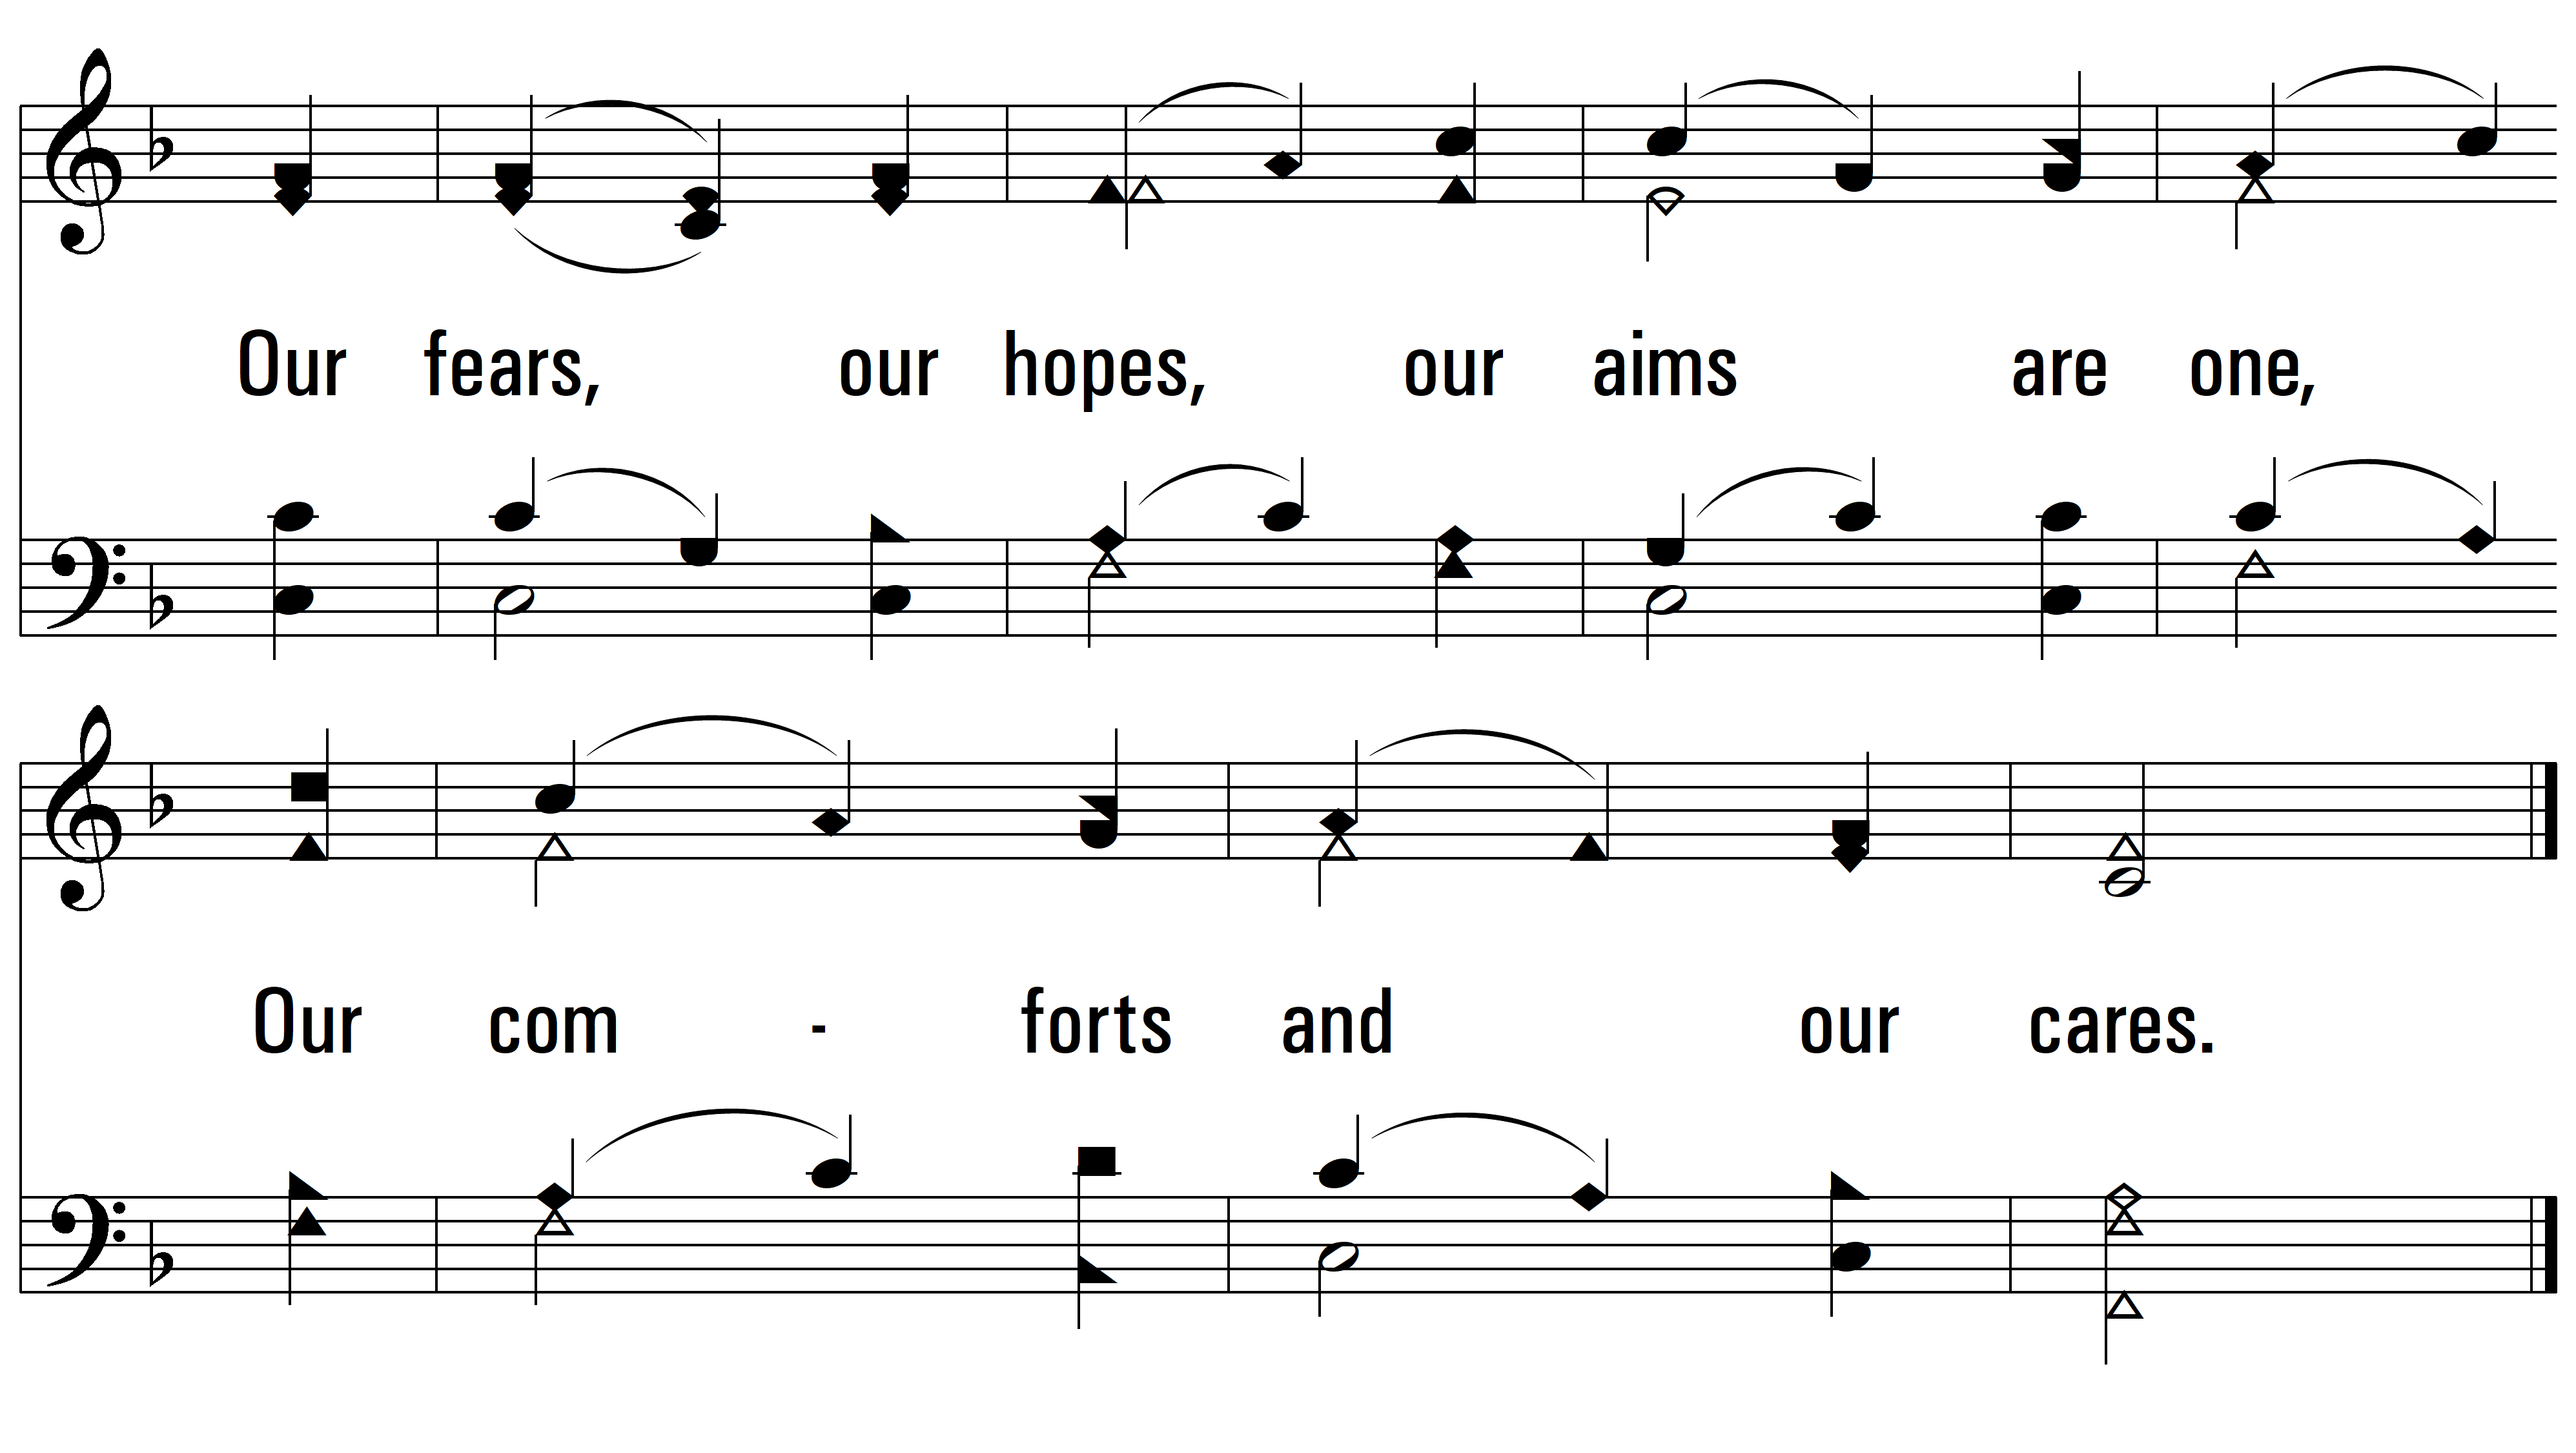 Our fears, our hopes, our aims are one,
Our com - forts and our cares.